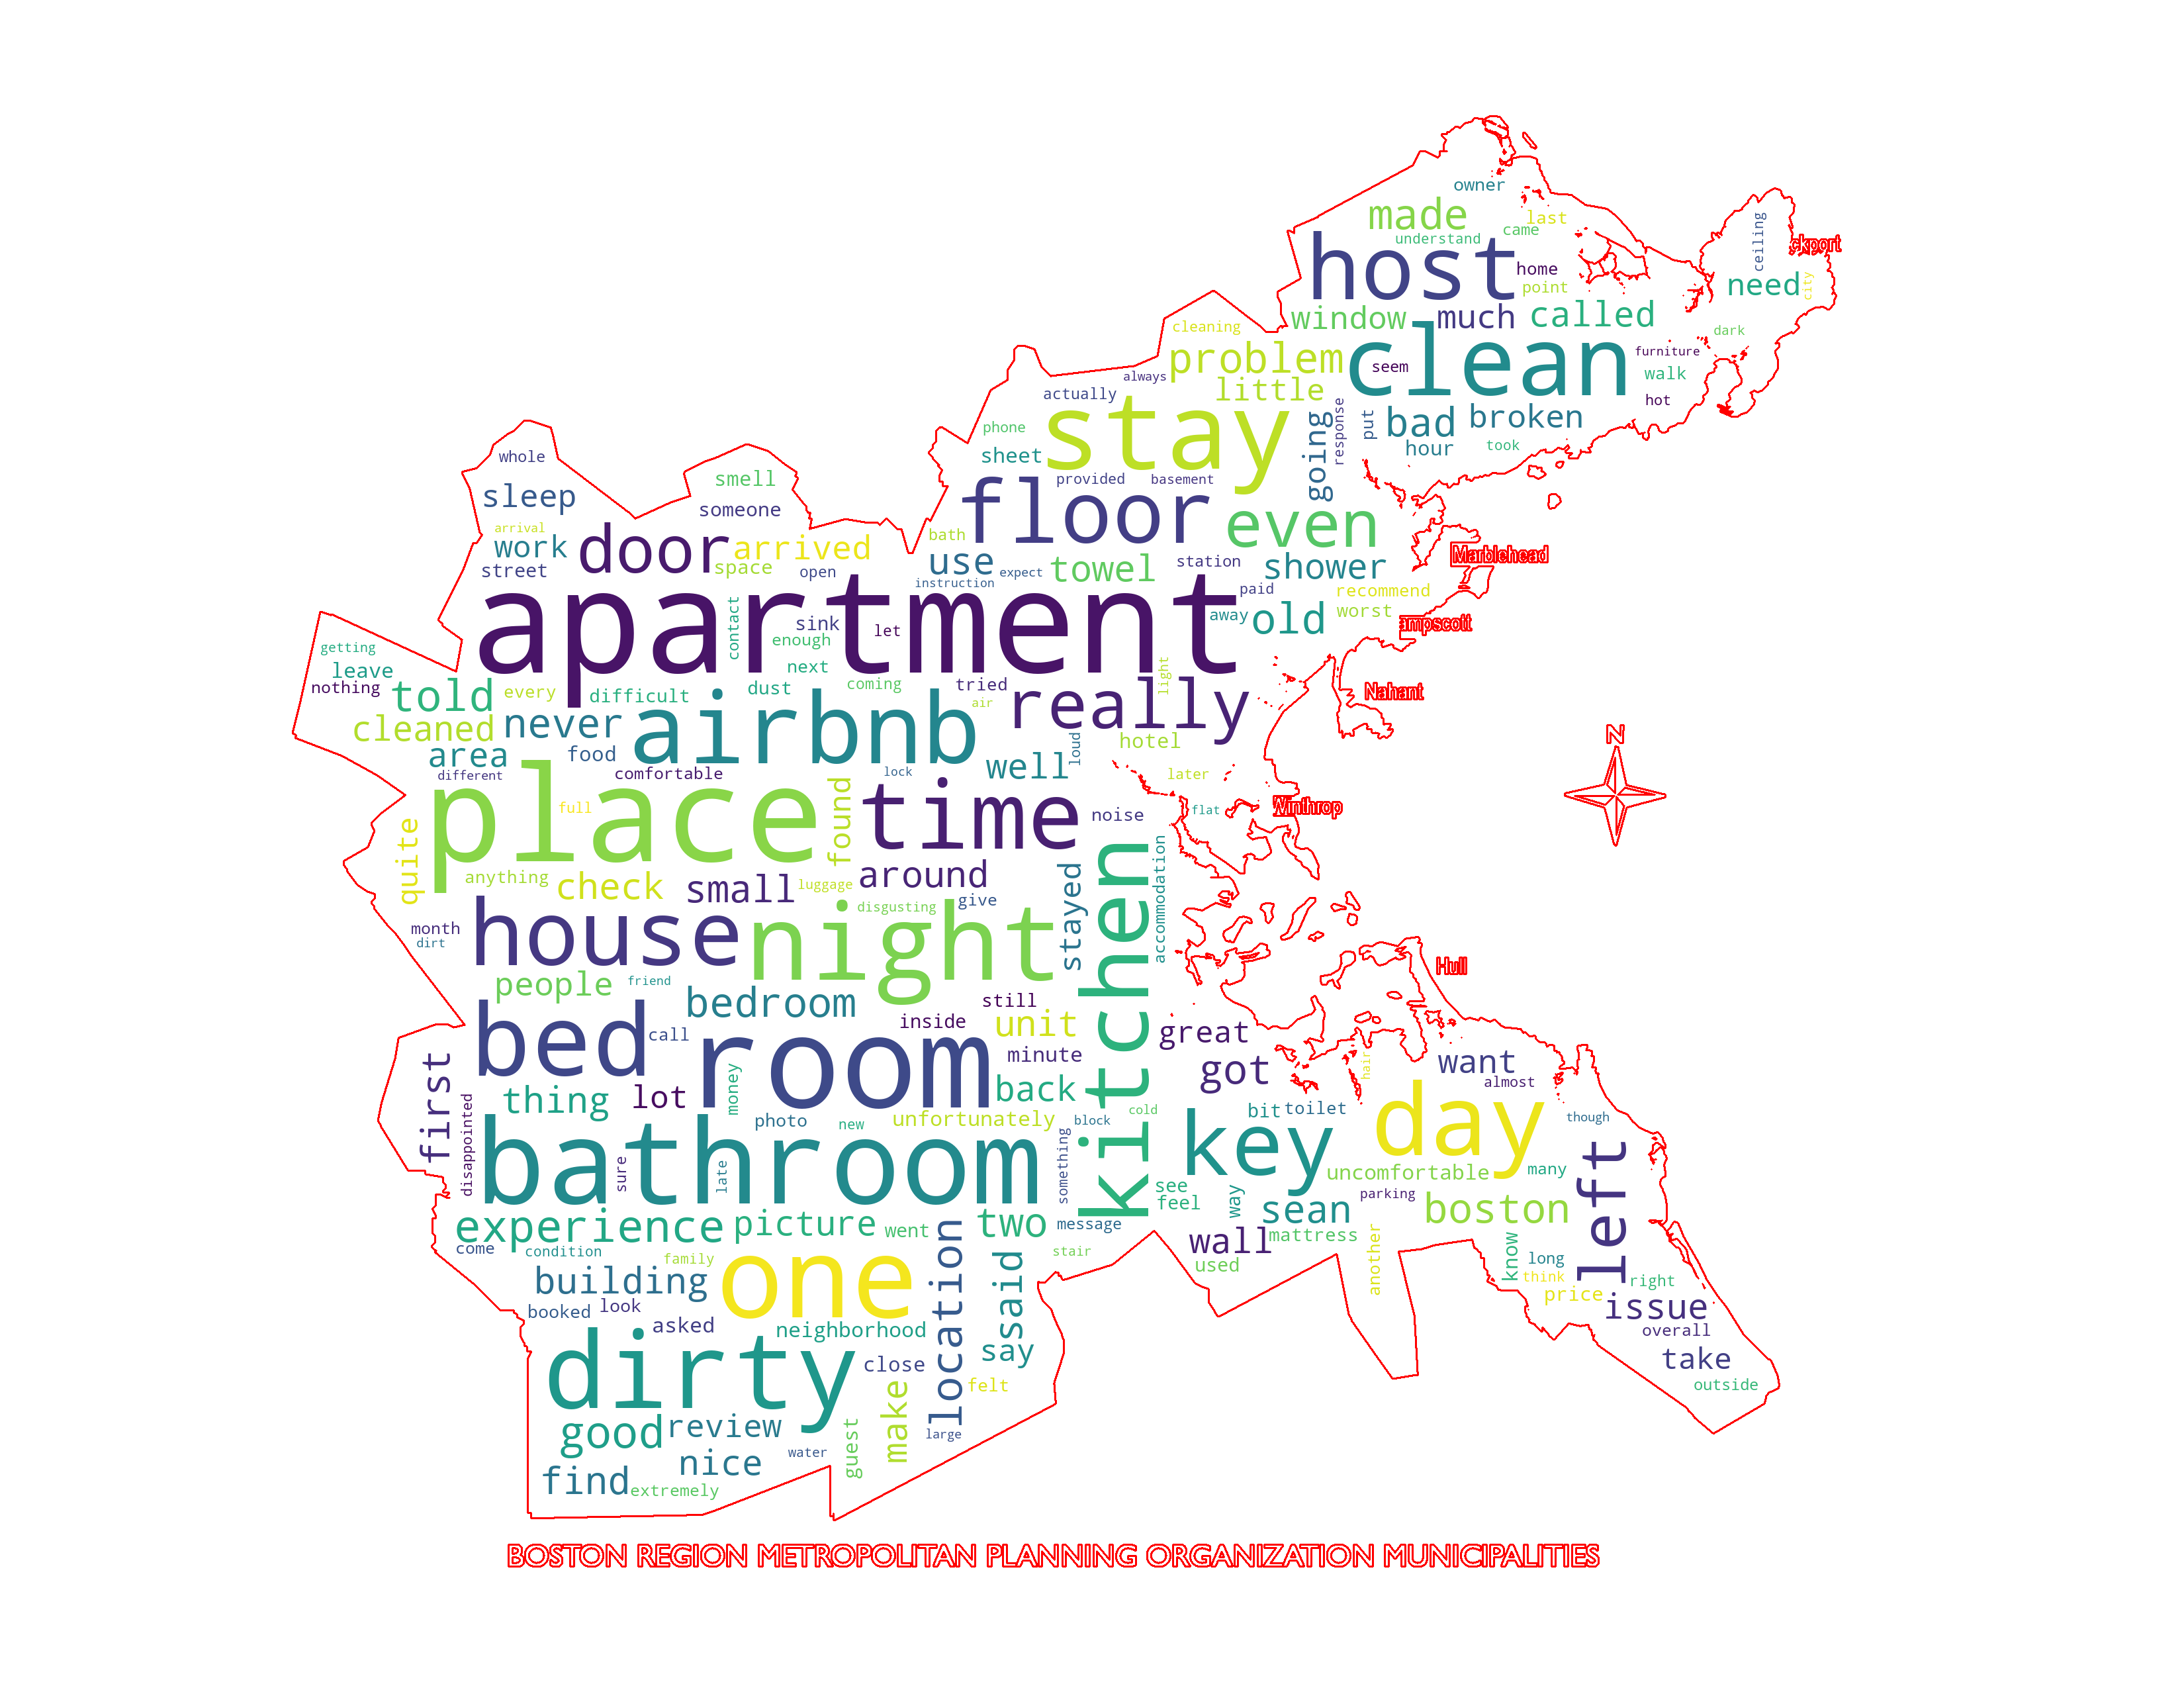 owner
made
last
understand
came
host
home
point
ceiling
ckport
need
city
window
much
called
cleaning
problem
clean
seem
furniture
dark
walk
hot
always
actually
little
stay
going
response
put
bad
broken
hour
took
phone
sheet
provided
basement
whole
sleep
smell
someone
floor
even
arrival
work
street
door
arrived
space
open
bath
use
instruction
expect
towel
station
shower
Marblehead
apartment
contact
sink
enough
let
next
away
paid
old
recommend
worst
ampscott
getting
leave
nothing
told
every
difficult
dust
coming
tried
air
light
really
Nahant
N
cleaned
never
airbnb
area
food
different
comfortable
lock
well
loud
hotel
later
place
full
found
time
noise
flat
Winthrop
quite
anything
check
small
luggage
around
stayed
kitchen
accommodation
month
dirt
house
night
disgusting
give
Hull
people
friend
bedroom
still
inside
unit
great
bed
call
room
minute
got
want
almost
hair
first
thing
lot
money
back
day
disappointed
photo
new
unfortunately
block
cold
key
bit
toilet
though
bathroom
sure
late
something
uncomfortable
many
left
see
feel
way
sean
parking
boston
experience
picture
went
two
message
wall
mattress
come
condition
family
location
said
stair
used
another
know
long
think
right
building
one
price
issue
booked
look
asked
neighborhood
say
overall
dirty
close
take
felt
outside
make
good
review
guest
large
nice
water
find
extremely
BOSTON REGION METROPOLITAN PLANNING ORGANIZATION MUNICIPALITIES